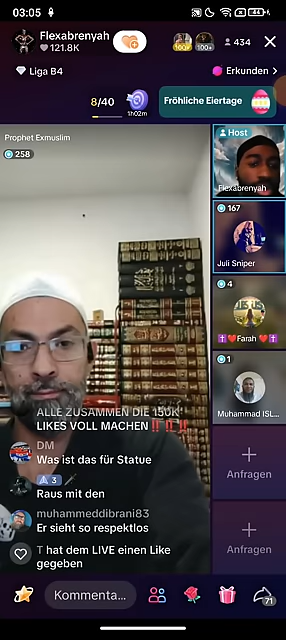 03:05
44
Flexabrenyah
121.8K
100+
434
Liga B4
Erkunden >
8/40
1h02m
Fröhliche Eiertage
Prophet Exmuslim
258
Host
Flexabrenyah
167
Juli Sniper
4
✝️❤️Farah ❤️✝️
1
Muhammad ISL...
ALLE ZUSAMMEN DIE 150K
LIKES VOLL MACHEN ‼️‼️‼️
DM
Was ist das für Statue
3
Raus mit den
muhammeddibrani83
Er sieht so respektlos
T hat dem LIVE einen Like
gegeben
Anfragen
Anfragen
Kommenta...
71